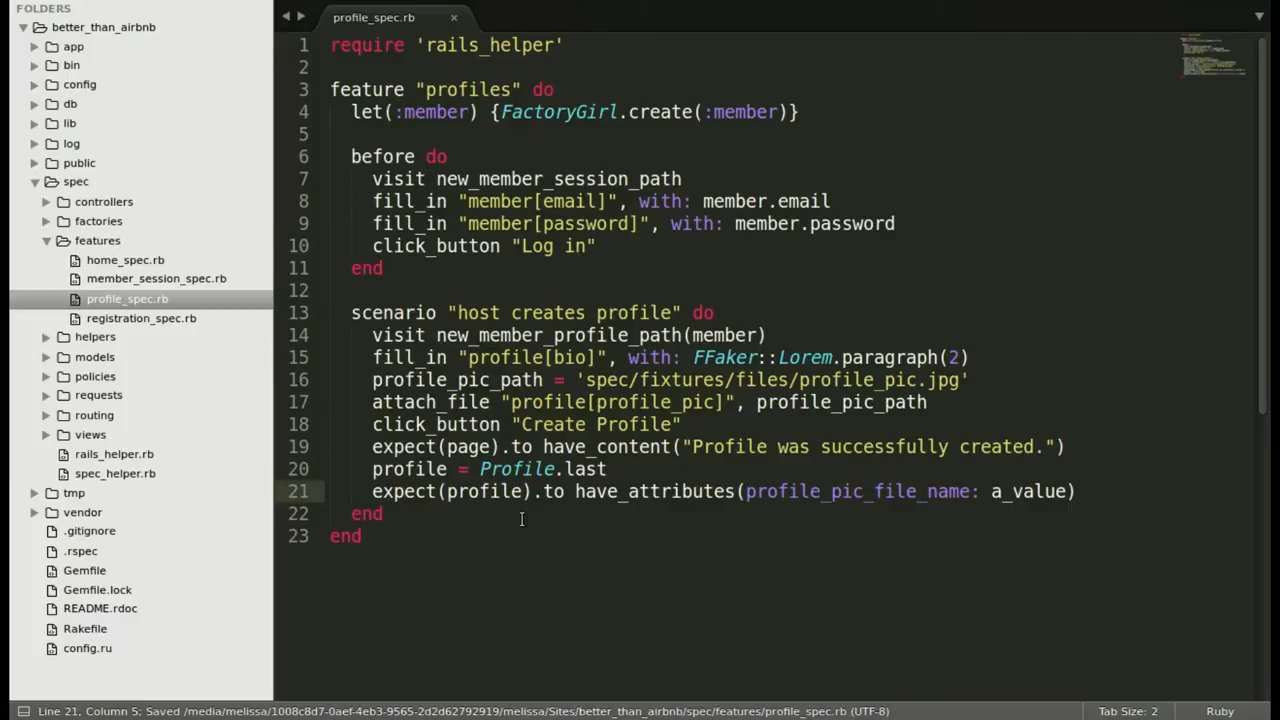 FOLDERS
better_than_airbnb
app
bin
config
db
lib
log
public
spec
controllers
factories
features
home_spec.rb
member_session_spec.rb
profile_spec.rb
registration_spec.rb
helpers
models
policies
requests
routing
views
rails_helper.rb
spec_helper.rb
tmp
vendor
.gitignore
.rspec
Gemfile
Gemfile.lock
README.rdoc
Rakefile
config.ru
profile_spec.rb ×
1 require 'rails_helper'
2
3 feature "profiles" do
4   let(:member) {FactoryGirl.create(:member)}
5
6   before do
7     visit new_member_session_path
8     fill_in "member[email]", with: member.email
9     fill_in "member[password]", with: member.password
10     click_button "Log in"
11   end
12
13   scenario "host creates profile" do
14     visit new_member_profile_path(member)
15     fill_in "profile[bio]", with: FFaker::Lorem.paragraph(2)
16     profile_pic_path = 'spec/fixtures/files/profile_pic.jpg'
17     attach_file "profile[profile_pic]", profile_pic_path
18     click_button "Create Profile"
19     expect(page).to have_content("Profile was successfully created.")
20     profile = Profile.last
21     expect(profile).to have_attributes(profile_pic_file_name: a_value)
22   end
23 end
Line 21, Column 5; Saved /media/melissa/1008c8d7-0aef-4eb3-9565-2d2d62792919/melissa/Sites/better_than_airbnb/spec/features/profile_spec.rb (UTF-8)
Tab Size: 2
Ruby